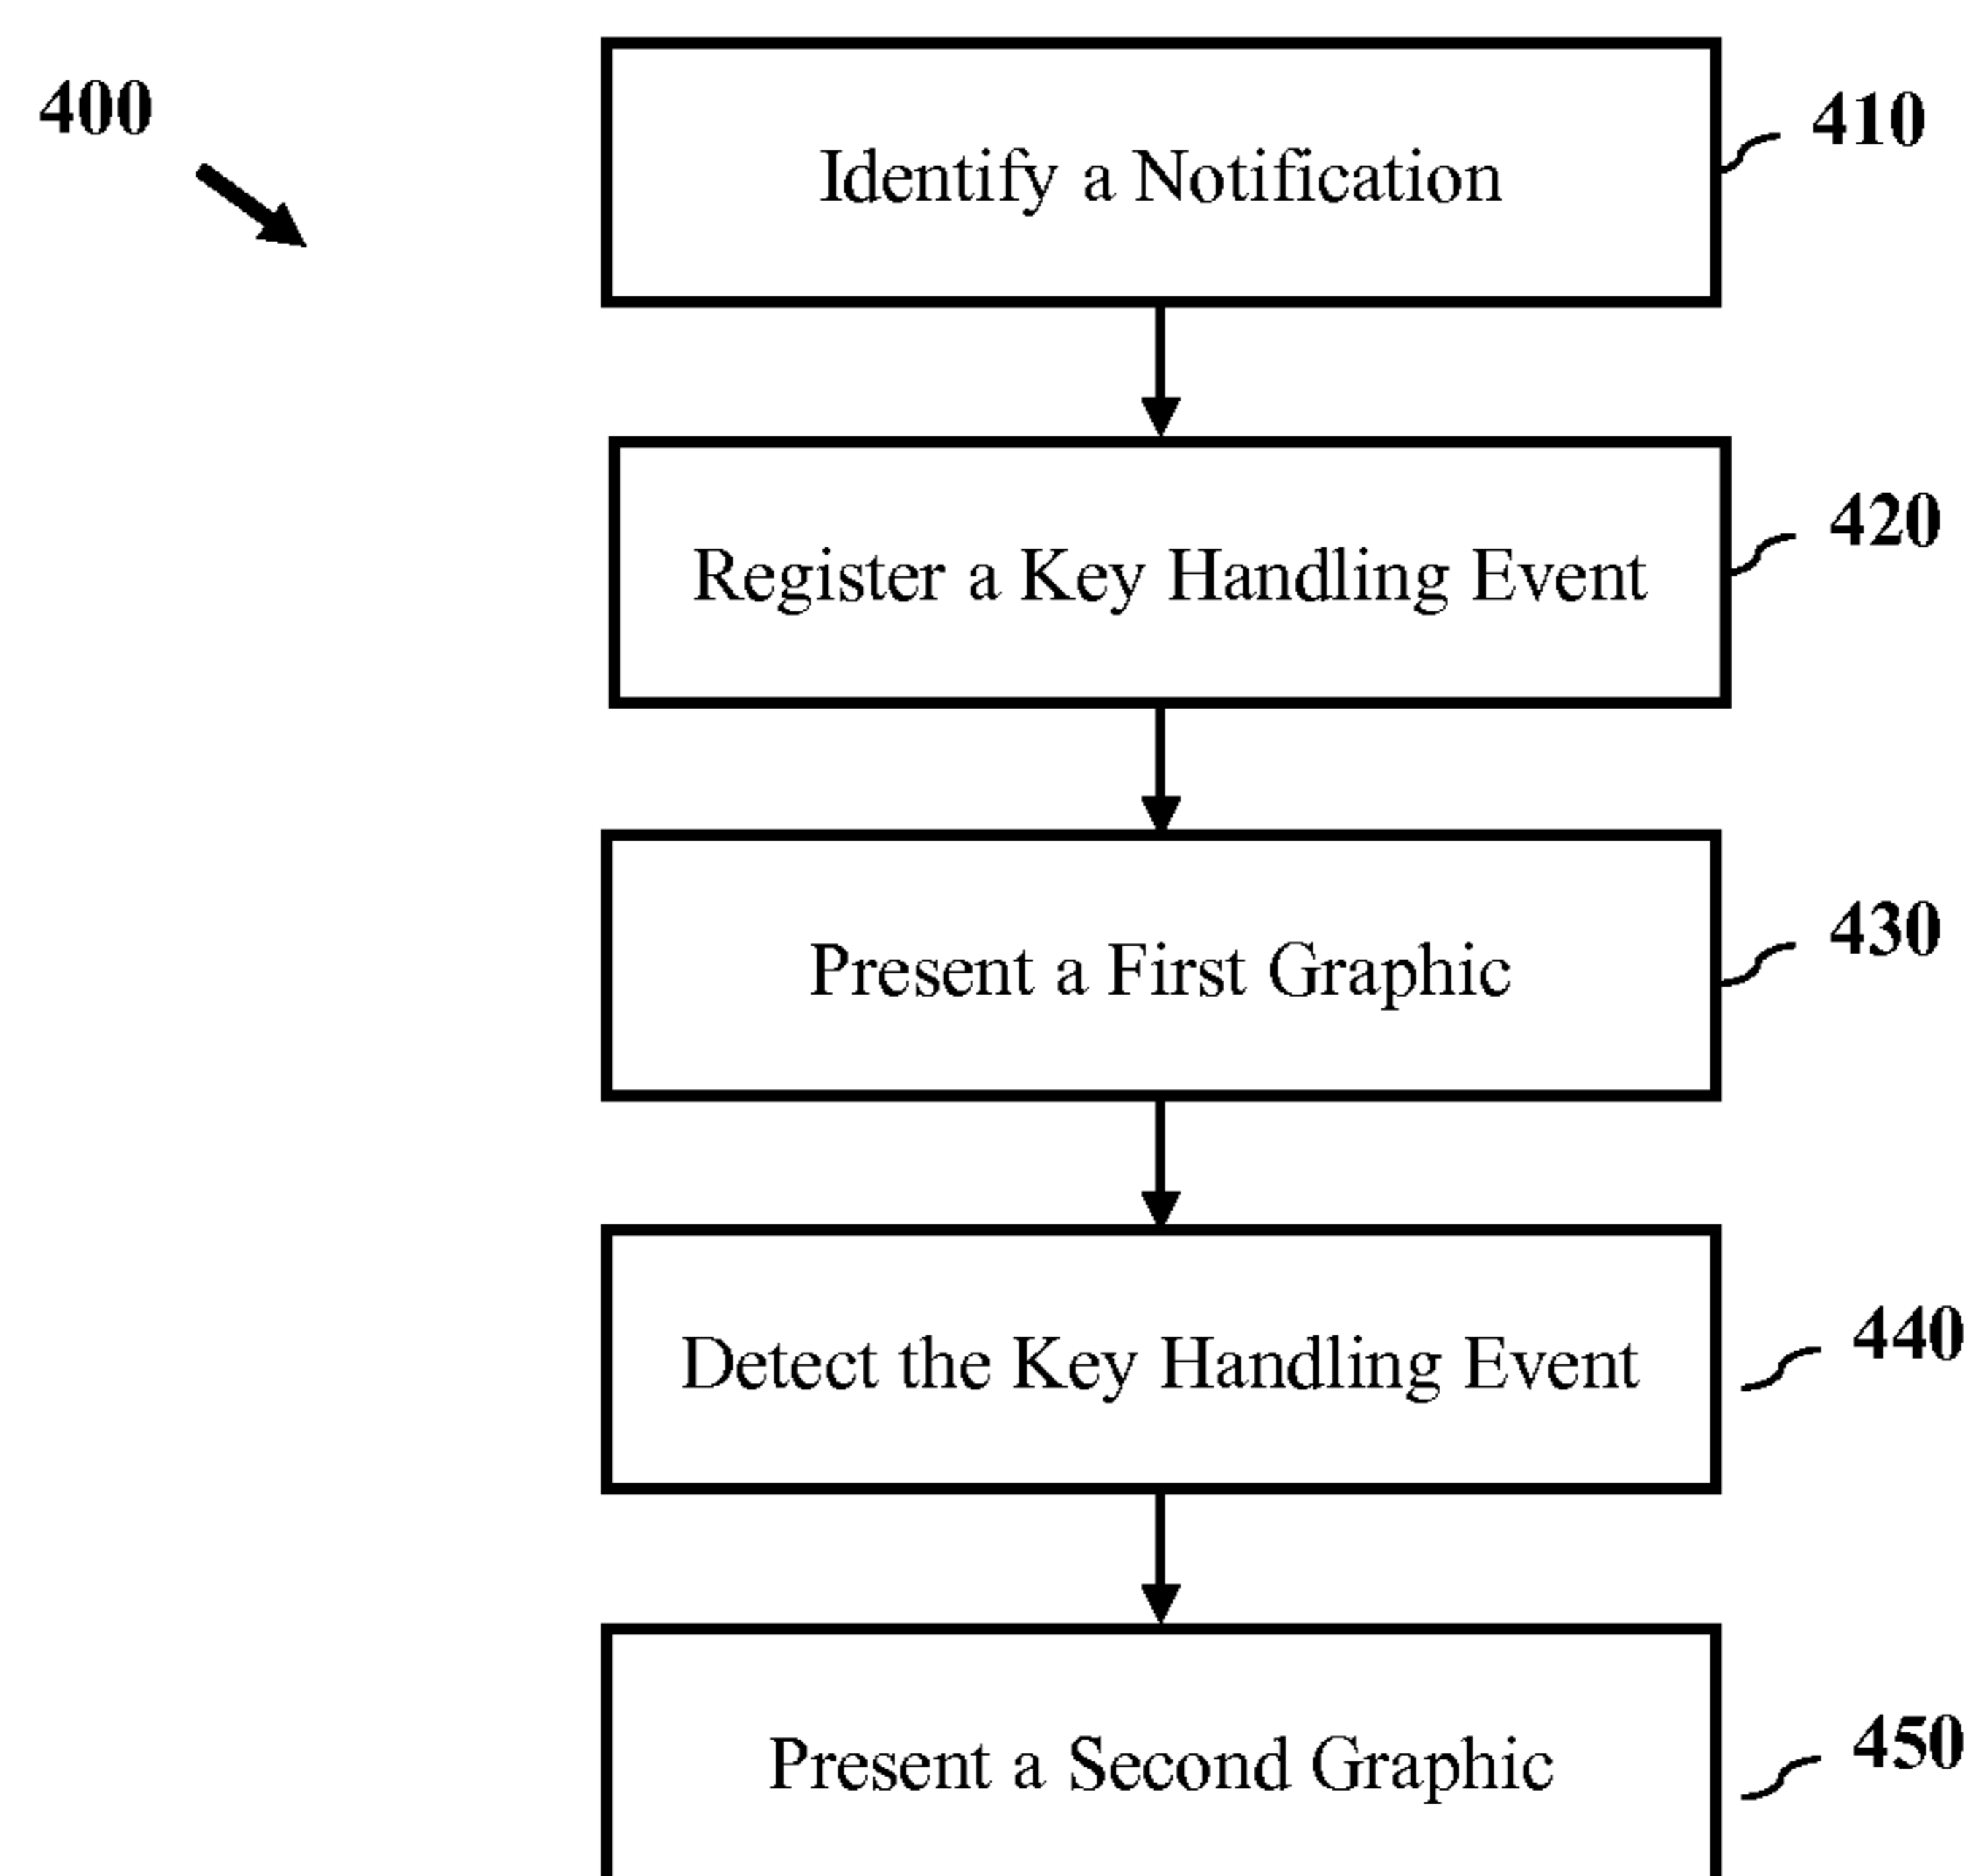 400
Identify a Notification
410
Register a Key Handling Event
420
Present a First Graphic
430
Detect the Key Handling Event
440
Present a Second Graphic
450